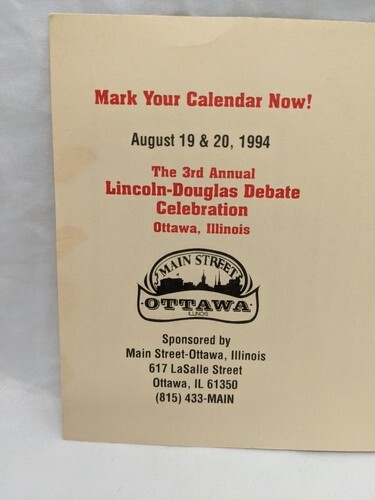 Mark Your Calendar Now!
August 19 & 20, 1994
The 3rd Annual
Lincoln-Douglas Debate
Celebration
Ottawa, Illinois
MAIN STREET
OTTAWA
ILLINOIS
Sponsored by
Main Street-Ottawa, Illinois
617 LaSalle Street
Ottawa, IL 61350
(815) 433-MAIN